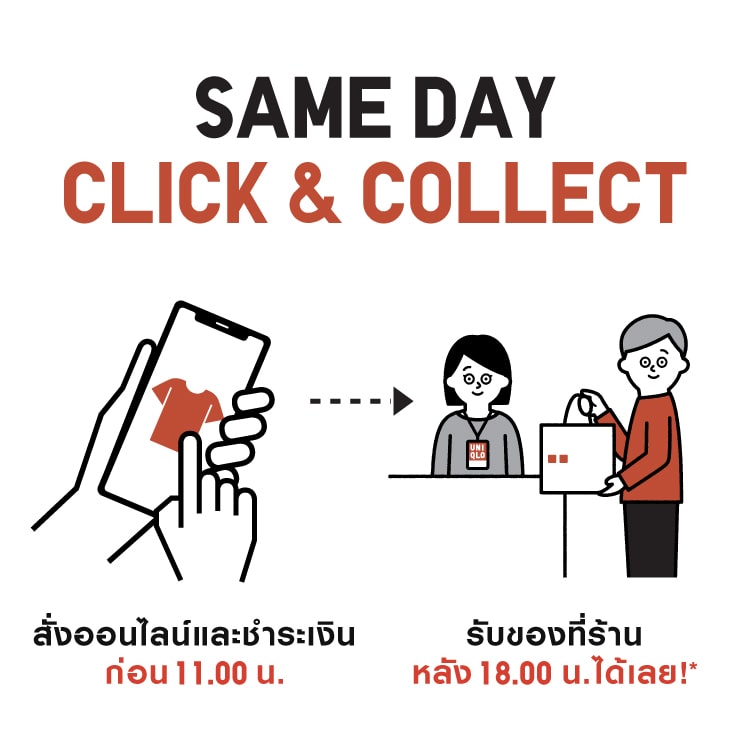 SAME DAY
CLICK & COLLECT
UNI
QLO
สั่งออนไลน์และชำระเงิน
ก่อน 11.00 น.
รับของที่ร้าน
หลัง 18.00 น.ได้เลย!*